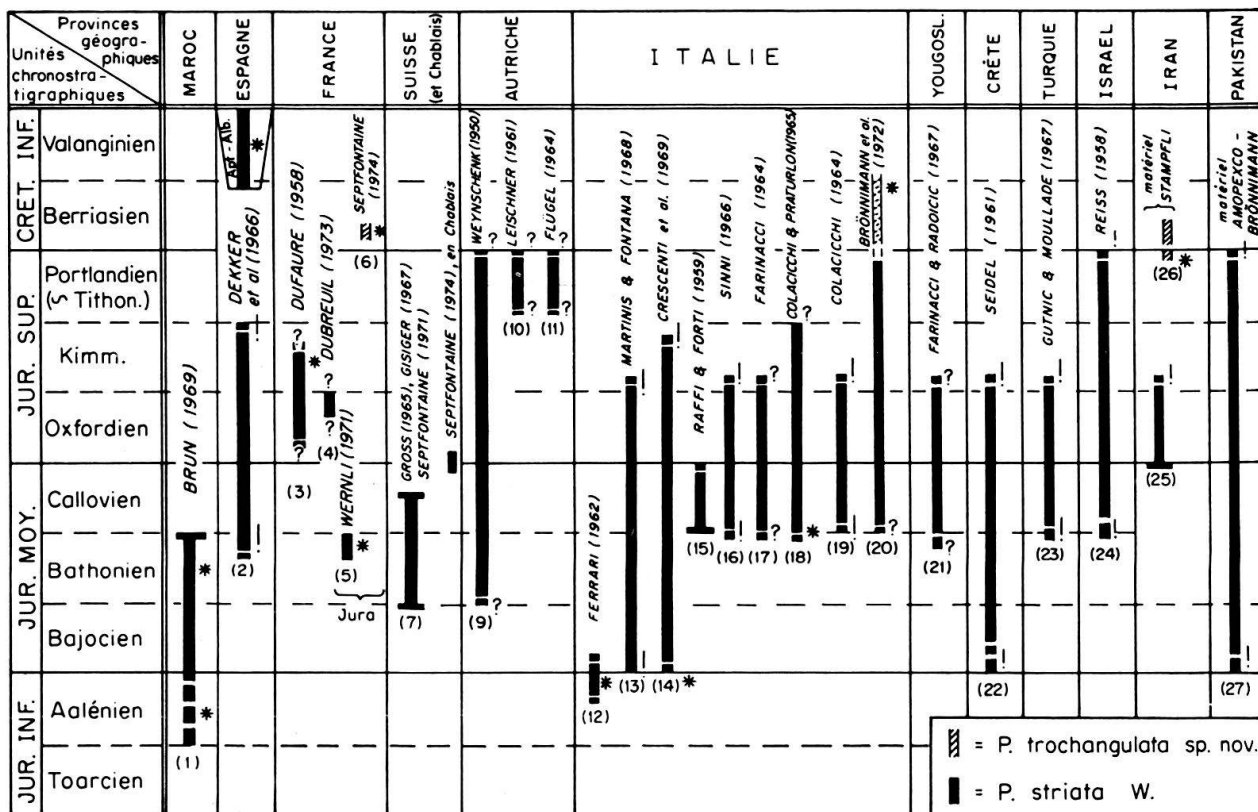 Provinces
géogra-
phiques
Unités
chronostra-
tigraphiques
MAROC
ESPAGNE
FRANCE
SUISSE
(et Chablais)
AUTRICHE
ITALIE
YOUGOSL.
CRÈTE
TURQUIE
ISRAEL
IRAN
PAKISTAN
CRET. INF.
Valanginien
Berriasien
JUR. SUP.
Portlandien
(~ Tithon.)
Kimm.
Oxfordien
JUR. MOY.
Callovien
Bathonien
Bajocien
JUR. INF.
Aalénien
Toarcien
BRUN (1969)
(1)
Apt - Alb.
DEKKER
et al (1966)
(2)
DUFAURE (1958)
(3)
DUBREUIL (1973)
(4)
WERNLI (1971)
(5)
Jura
SEPTFONTAINE
(1974)
(6)
GROSS (1965), GISIGER (1967)
SEPTFONTAINE (1971)
(7)
SEPTFONTAINE (1974), en Chablais
WEYNSCHENK (1950)
(9)
LEISCHNER (1961)
(10)
FLÜGEL (1964)
(11)
FERRARI (1962)
(12)
MARTINIS & FONTANA (1968)
(13)
CRESCENTI et al. (1969)
(14)
RAFFI & FORTI (1959)
(15)
SINNI (1966)
(16)
FARINACCI (1964)
(17)
COLACICCHI & PRATURLON (1965)
(18)
COLACICCHI (1964)
(19)
BRÖNNIMANN et al.
(1972)
(20)
FARINACCI & RADOICIC (1967)
(21)
SEIDEL (1961)
(22)
GUTNIC & MOULLADE (1967)
(23)
REISS (1958)
(24)
(25)
matériel
STAMPFLI
(26)
matériel
AMOPEXCO -
BRÖNNIMANN
(27)
= P. trochangulata sp. nov.
= P. striata W.